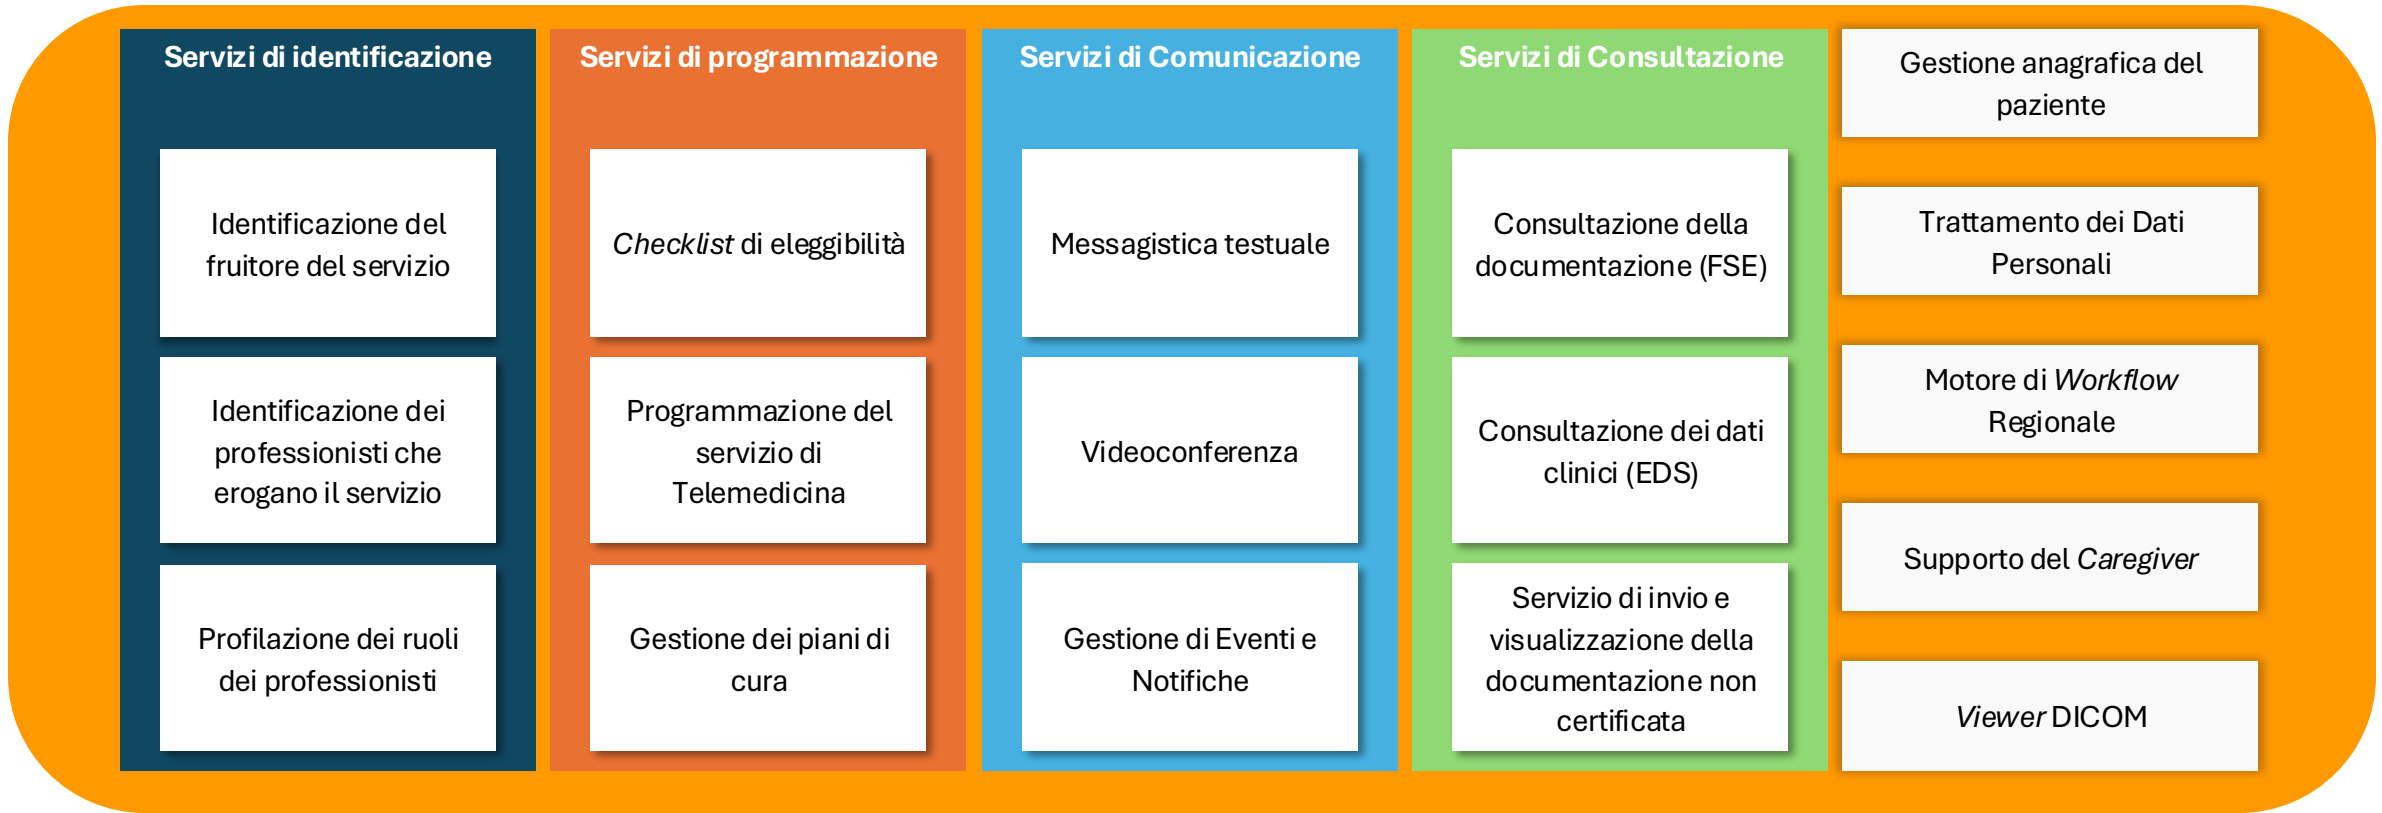 Servizi di identificazione
Identificazione del
fruitore del servizio
Identificazione dei
professionisti che
erogano il servizio
Profilazione dei ruoli
dei professionisti
Servizi di programmazione
Checklist di eleggibilità
Programmazione del
servizio di
Telemedicina
Gestione dei piani di
cura
Servizi di Comunicazione
Messagistica testuale
Videoconferenza
Gestione di Eventi e
Notifiche
Servizi di Consultazione
Consultazione della
documentazione (FSE)
Consultazione dei dati
clinici (EDS)
Servizio di invio e
visualizzazione della
documentazione non
certificata
Gestione anagrafica del
paziente
Trattamento dei Dati
Personali
Motore di Workflow
Regionale
Supporto del Caregiver
Viewer DICOM